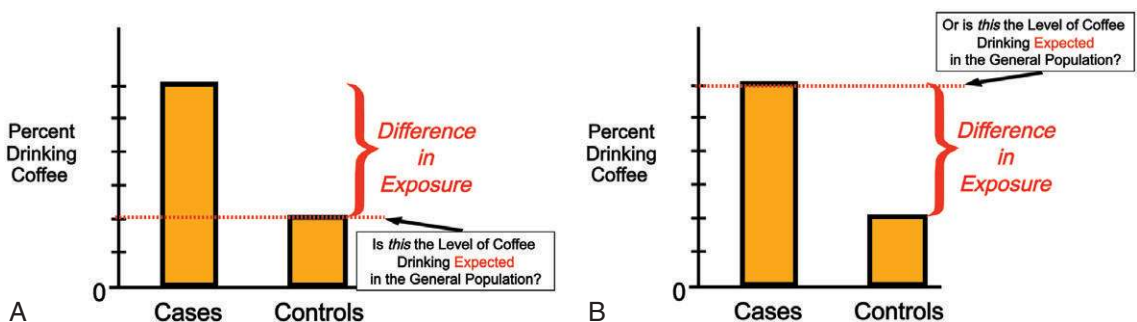 Percent
Drinking
Coffee
0
Cases
Controls
Difference
in
Exposure
Is this the Level of Coffee
Drinking Expected
in the General Population?
A
Percent
Drinking
Coffee
0
Cases
Controls
Difference
in
Exposure
Or is this the Level of Coffee
Drinking Expected
in the General Population?
B